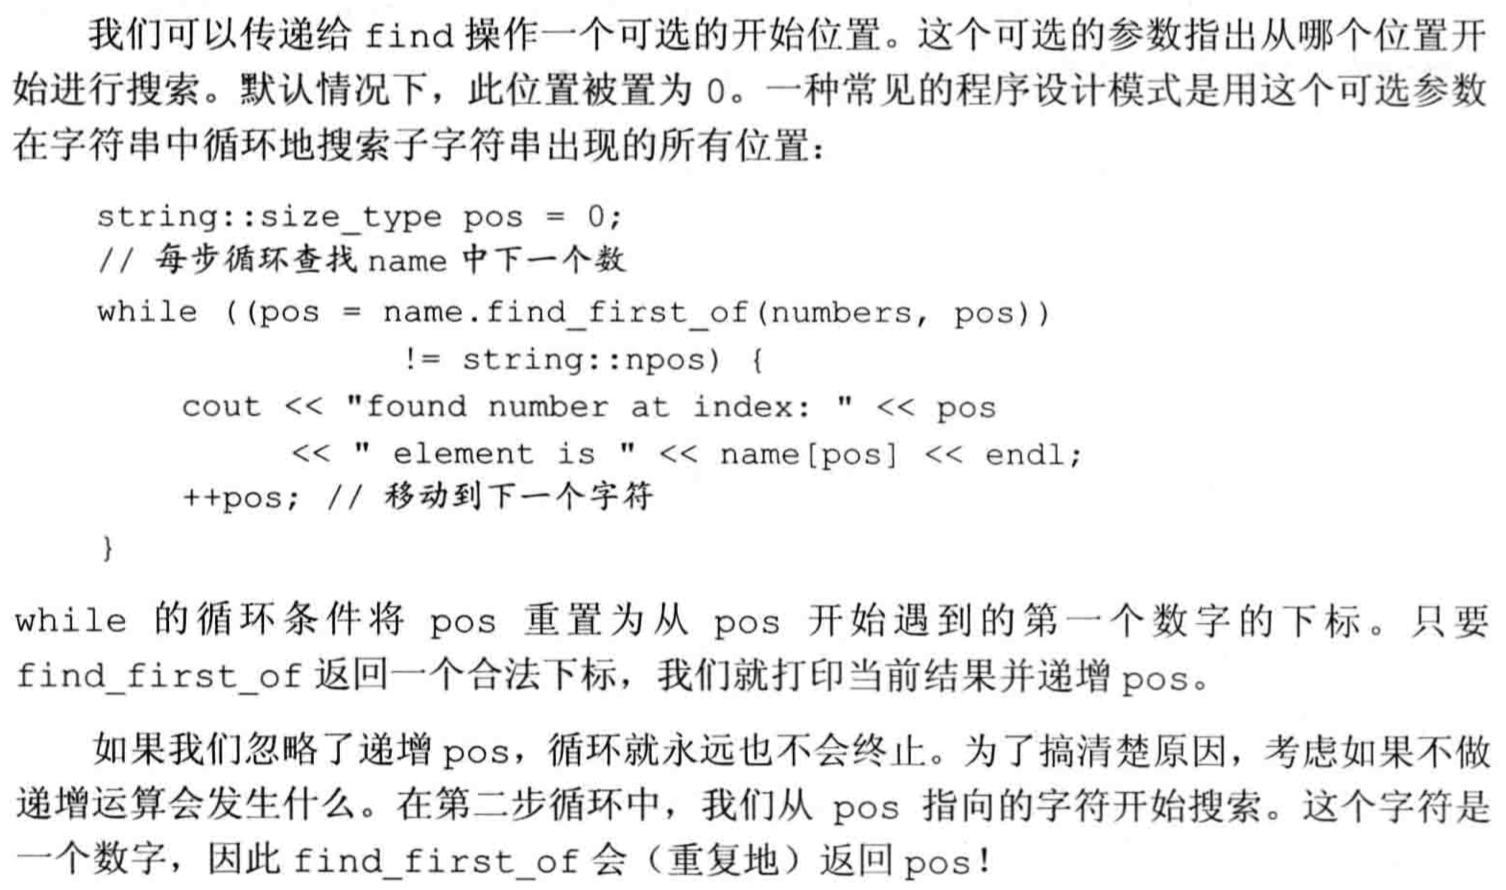 我们可以传递给 find 操作一个可选的开始位置。这个可选的参数指出从哪个位置开
始进行搜索。默认情况下，此位置被置为 0。一种常见的程序设计模式是用这个可选参数
在字符串中循环地搜索子字符串出现的所有位置：
string::size_type pos = 0;
// 每步循环查找 name 中下一个数
while ((pos = name.find_first_of(numbers, pos))
!= string::npos) {
cout << "found number at index: " << pos
<< " element is " << name[pos] << endl;
++pos; // 移动到下一个字符
}
while 的循环条件将 pos 重置为从 pos 开始遇到的第一个数字的下标。只要
find_first_of 返回一个合法下标，我们就打印当前结果并递增 pos。
如果我们忽略了递增 pos，循环就永远也不会终止。为了搞清楚原因，考虑如果不做
递增运算会发生什么。在第二步循环中，我们从 pos 指向的字符开始搜索。这个字符是
一个数字，因此 find_first_of 会（重复地）返回 pos!